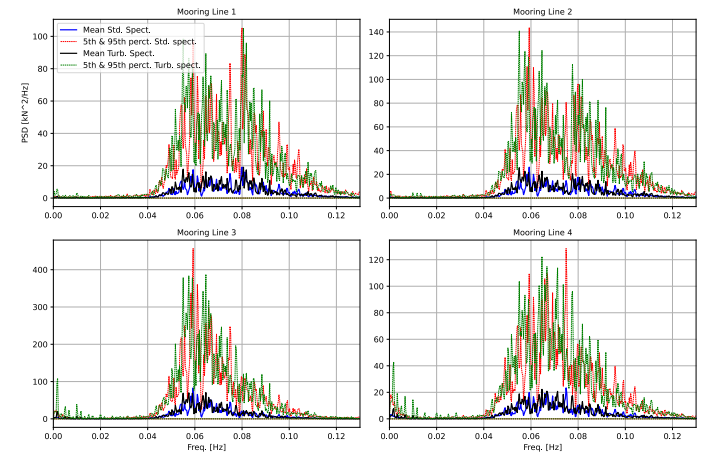 Mooring Line 1
Mooring Line 2
Mean Std. Spect.
5th & 95th perct. Std. spect.
Mean Turb. Spect.
5th & 95th perct. Turb. spect.
PSD [kN^2/Hz]
100
80
60
40
20
0
0.00 0.02 0.04 0.06 0.08 0.10 0.12
140
120
100
80
60
40
20
0
0.00 0.02 0.04 0.06 0.08 0.10 0.12
Mooring Line 3
Mooring Line 4
400
300
200
100
0
0.00 0.02 0.04 0.06 0.08 0.10 0.12
Freq. [Hz]
120
100
80
60
40
20
0
0.00 0.02 0.04 0.06 0.08 0.10 0.12
Freq. [Hz]